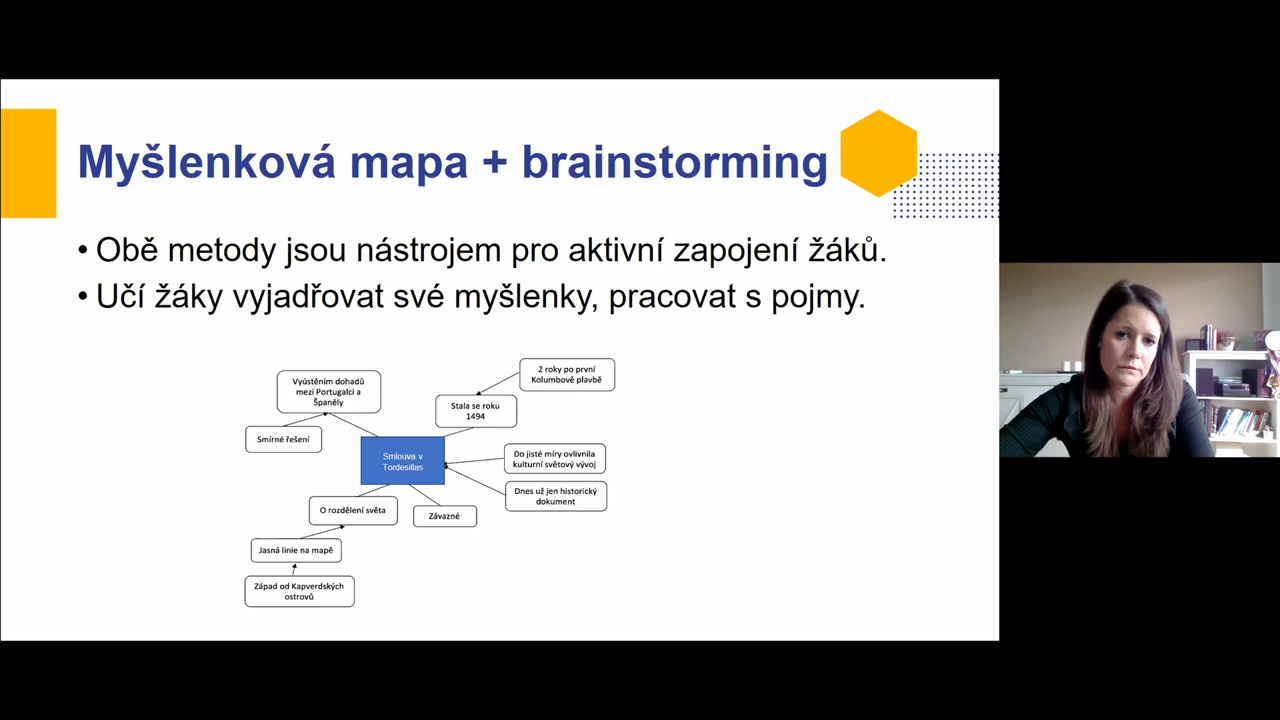 Myšlenková mapa + brainstorming
• Obě metody jsou nástrojem pro aktivní zapojení žáků.
• Učí žáky vyjadřovat své myšlenky, pracovat s pojmy.
2 roky po první
Kolumbově plavbě
Vyústěním dohadů
mezi Portugalci a
Španěly
Stala se roku
1494
Smírné řešení
Smlouva v
Tordesillas
Do jisté míry ovlivnila
kulturní světový vývoj
Dnes už jen historický
dokument
O rozdělení světa
Závazné
Jasná linie na mapě
Západ od Kapverdských
ostrovů